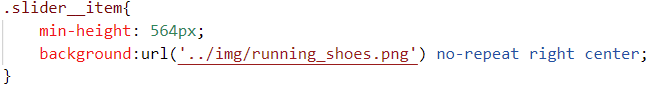 .slider__item{
    min-height: 564px;
    background:url('../img/running_shoes.png') no-repeat right center;
}